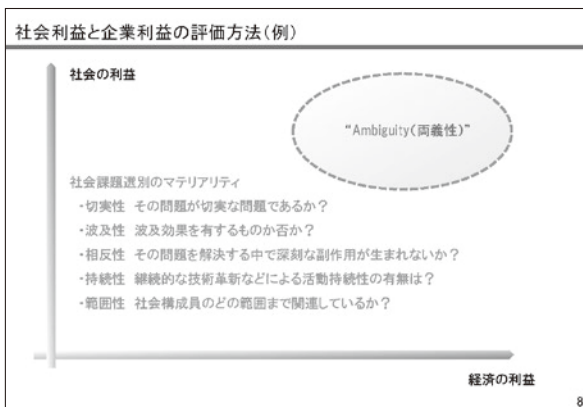 社会利益と企業利益の評価方法（例）
社会の利益
“Ambiguity（両義性）”
社会課題選別のマテリアリティ
・切実性 その問題が切実な問題であるか？
・波及性 波及効果を有するものか否か？
・相反性 その問題を解決する中で深刻な副作用が生まれないか？
・持続性 継続的な技術革新などによる活動持続性の有無は？
・範囲性 社会構成員のどの範囲まで関連しているか？
経済の利益
8